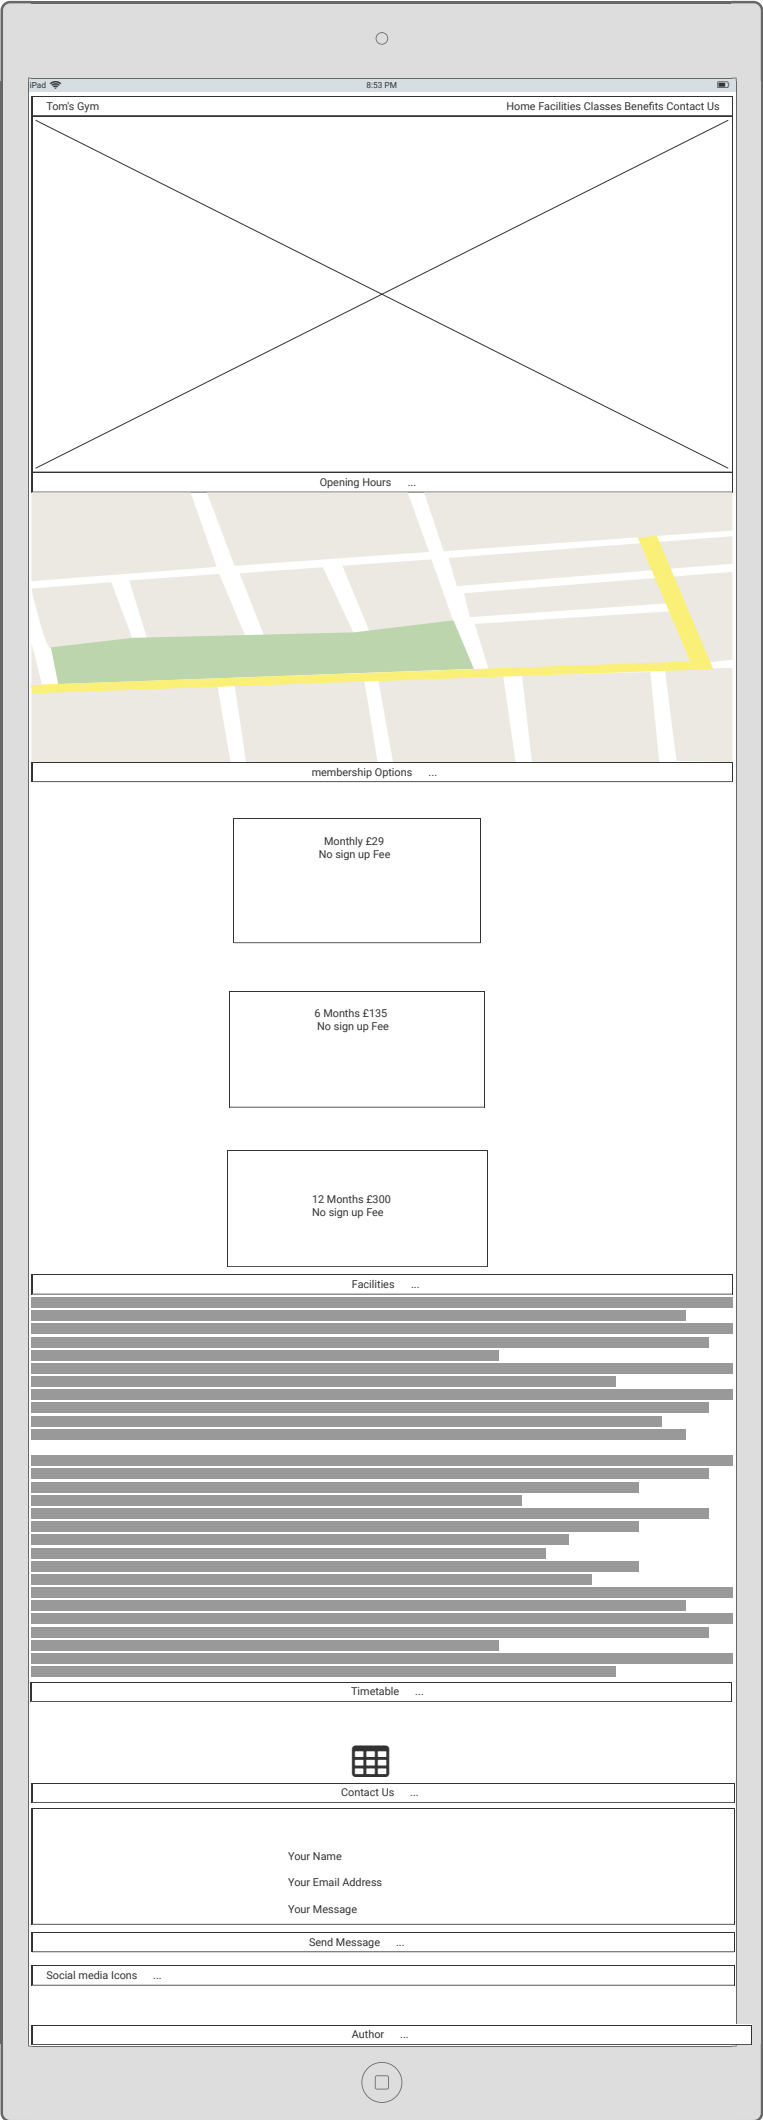 iPad 8:53 PM
Tom's Gym Home Facilities Classes Benefits Contact Us
Opening Hours ...
membership Options ...
Monthly £29
No sign up Fee
6 Months £135
No sign up Fee
12 Months £300
No sign up Fee
Facilities ...
Timetable ...
Contact Us ...
Your Name
Your Email Address
Your Message
Send Message ...
Social media Icons ...
Author ...